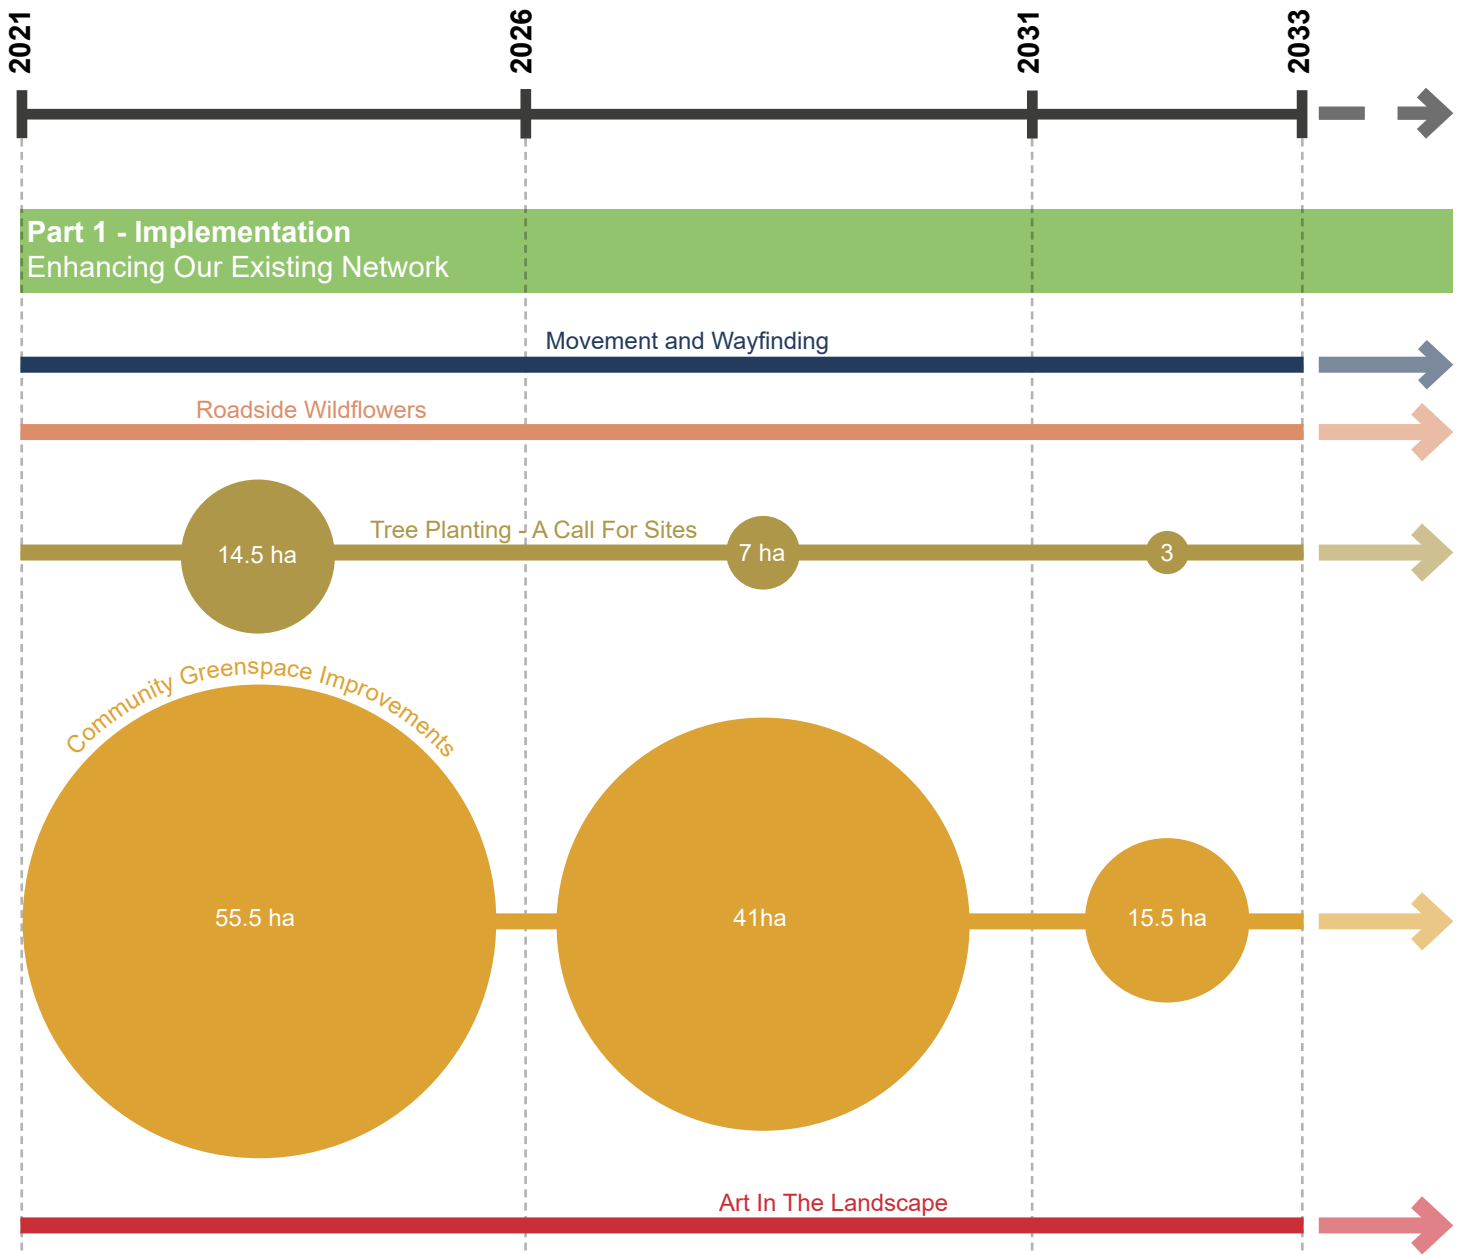 2021
2026
2031
2033
Part 1 - Implementation
Enhancing Our Existing Network
Movement and Wayfinding
Roadside Wildflowers
Tree Planting - A Call For Sites
14.5 ha
7 ha
3
Community Greenspace Improvements
55.5 ha
41ha
15.5 ha
Art In The Landscape